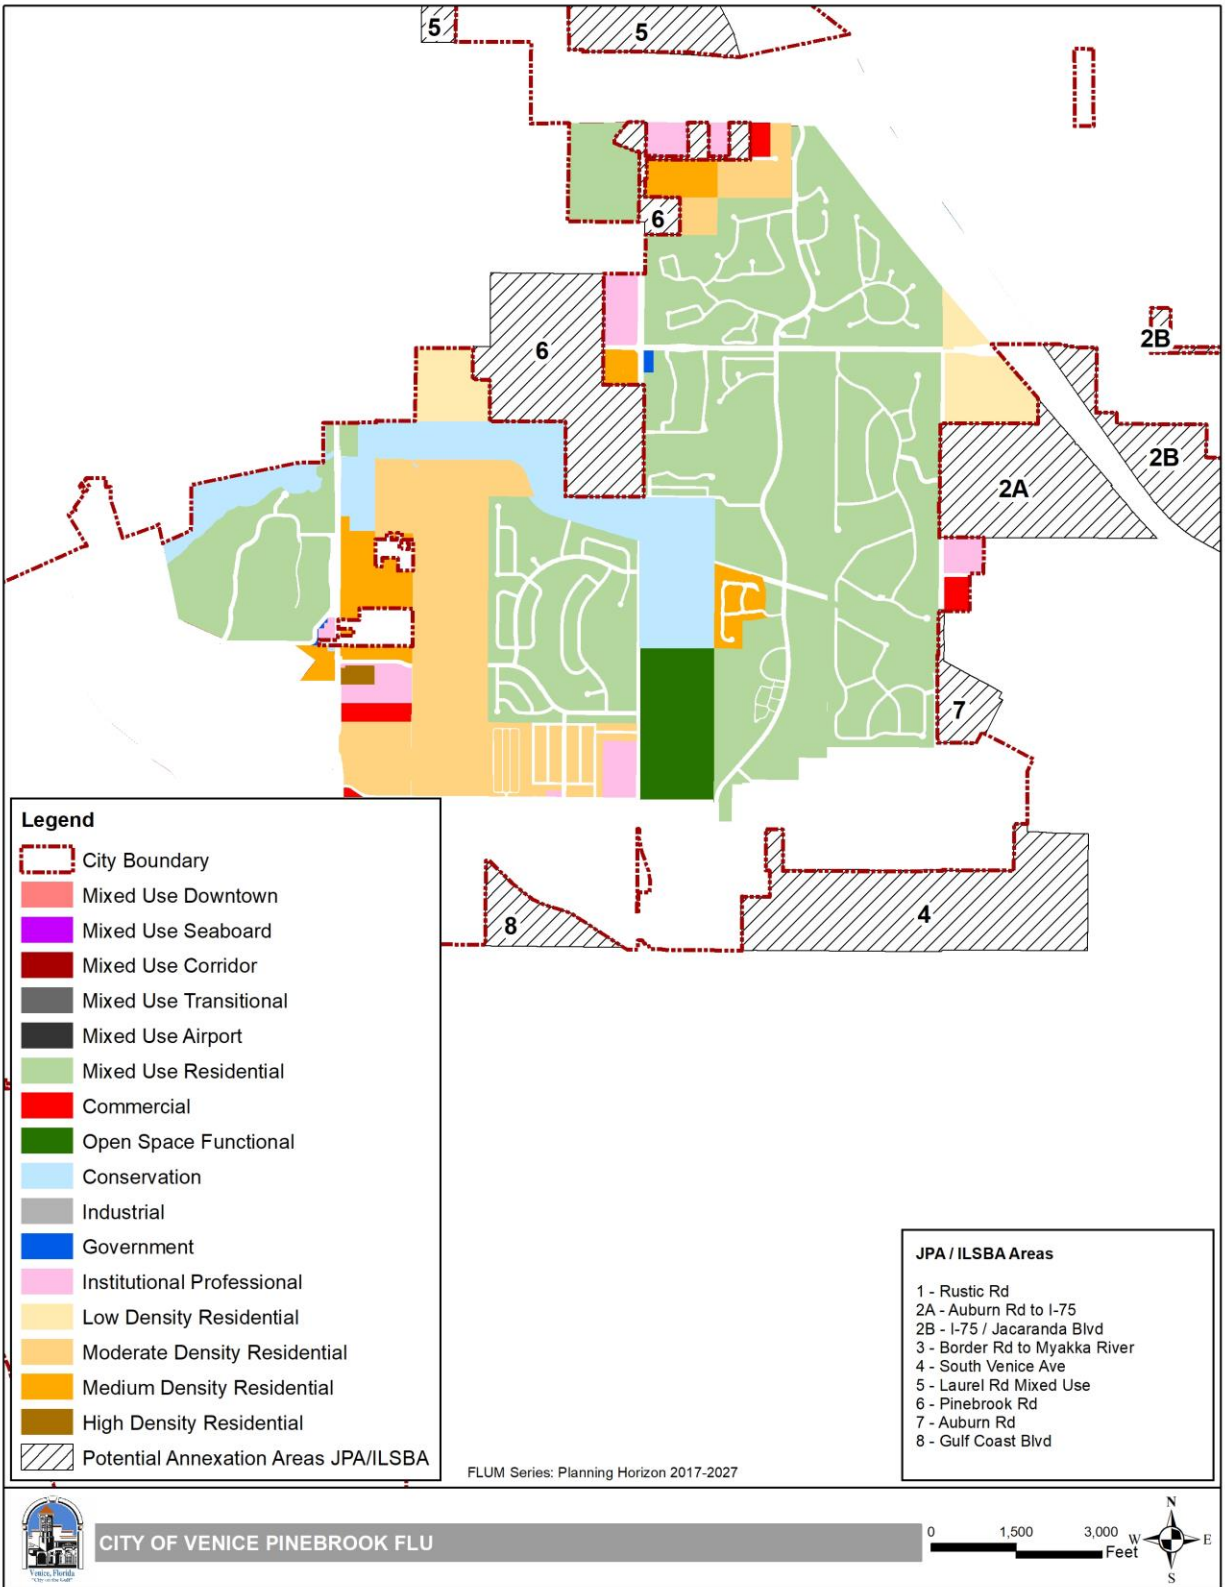 5
5
6
6
2B
2B
2A
7
4
8
Legend
City Boundary
Mixed Use Downtown
Mixed Use Seaboard
Mixed Use Corridor
Mixed Use Transitional
Mixed Use Airport
Mixed Use Residential
Commercial
Open Space Functional
Conservation
Industrial
Government
Institutional Professional
Low Density Residential
Moderate Density Residential
Medium Density Residential
High Density Residential
Potential Annexation Areas JPA/ILSBA
FLUM Series: Planning Horizon 2017-2027
JPA / ILSBA Areas
1 - Rustic Rd
2A - Auburn Rd to I-75
2B - I-75 / Jacaranda Blvd
3 - Border Rd to Myakka River
4 - South Venice Ave
5 - Laurel Rd Mixed Use
6 - Pinebrook Rd
7 - Auburn Rd
8 - Gulf Coast Blvd
Venice, Florida
"City on the Gulf"
CITY OF VENICE PINEBROOK FLU
0 1,500 3,000
Feet
N
W E
S